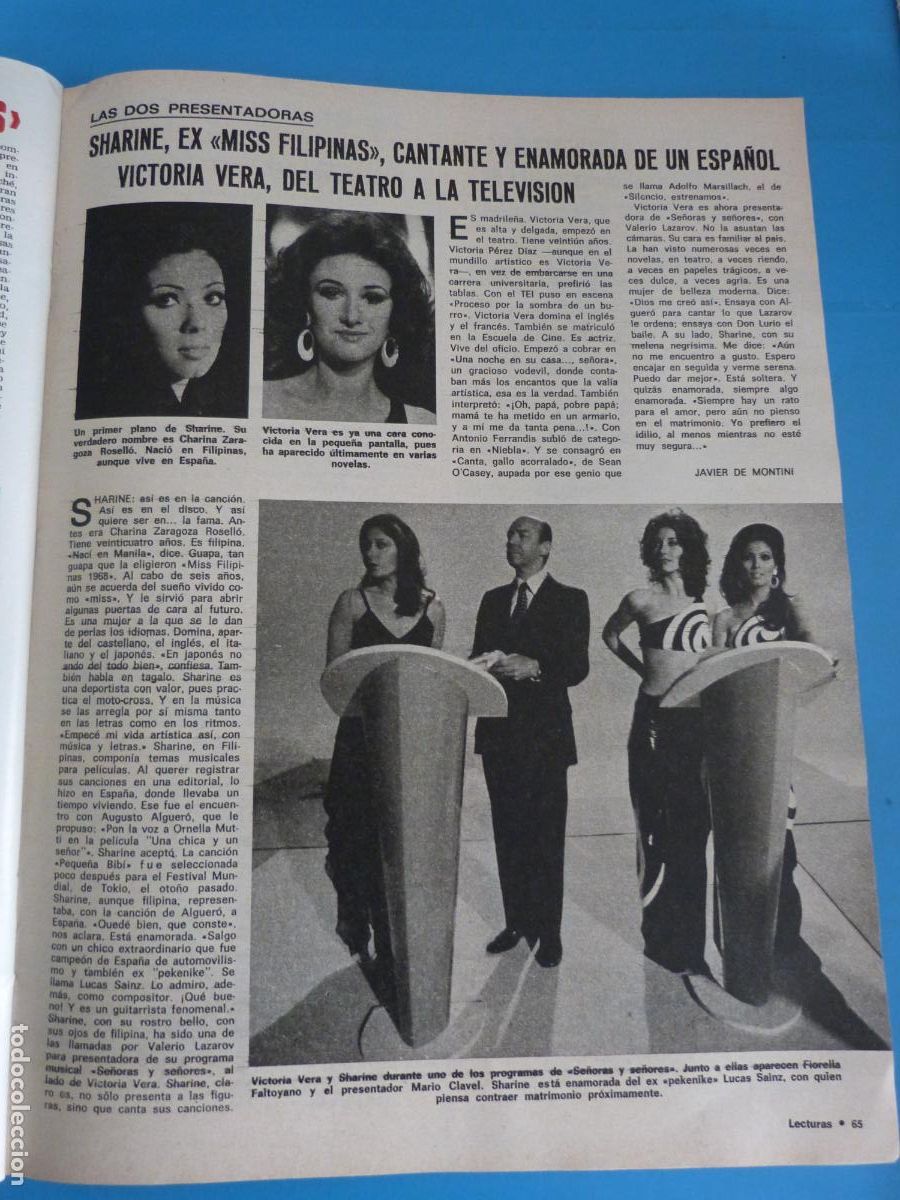 LAS DOS PRESENTADORAS
SHARINE, EX «MISS FILIPINAS», CANTANTE Y ENAMORADA DE UN ESPAÑOL
VICTORIA VERA, DEL TEATRO A LA TELEVISION
Un primer plano de Sharine. Su
verdadero nombre es Charina Zara-
goza Roselló. Nació en Filipinas,
aunque vive en España.
Victoria Vera es ya una cara cono-
cida en la pequeña pantalla, pues
ha aparecido últimamente en varias
novelas.
ES madrileña. Victoria Vera, que
es alta y delgada, empezó en
el teatro. Tiene veintiún años.
Victoria Pérez Díaz —aunque en el
mundillo artístico es Victoria Ve-
ra—, en vez de embarcarse en una
carrera universitaria, prefirió las
tablas. Con el TEI puso en escena
«Proceso por la sombra de un bu-
rro». Victoria Vera domina el inglés
y el francés. También se matriculó
en la Escuela de Cine. Es actriz.
Vive del oficio. Empezó a cobrar en
«Una noche en su casa..., señora»,
un gracioso vodevil, donde conta-
ban más los encantos que la valía
artística, esa es la verdad. También
interpretó: «¡Oh, papá, pobre papá;
mamá te ha metido en un armario,
y a mí me da tanta pena...!». Con
Antonio Ferrandis subió de catego-
ría en «Niebla». Y se consagró en
«Canta, gallo acorralado», de Sean
O'Casey, aupada por ese genio que
se llama Adolfo Marsillach, el de
«Silencio, estrenamos».
Victoria Vera es ahora presenta-
dora de «Señoras y señores», con
Valerio Lazarov. No la asustan las
cámaras. Su cara es familiar al país.
La han visto numerosas veces en
novelas, en teatro, a veces riendo,
a veces en papeles trágicos, a ve-
ces dulce, a veces agria. Es una
mujer de belleza moderna. Dice:
«Dios me creó así». Ensaya con Al-
gueró para cantar lo que Lazarov
le ordena; ensaya con Don Lurio el
baile. A su lado, Sharine, con su
melena negrísima. Me dice: «Aún
no me encuentro a gusto. Espero
encajar en seguida y verme serena.
Puedo dar mejor». Está soltera. Y
quizás enamorada, siempre algo
enamorada. «Siempre hay un rato
para el amor, pero aún no pienso
en el matrimonio. Yo prefiero el
idilio, al menos mientras no esté
muy segura...»
JAVIER DE MONTINI
SHARINE: así es en la canción.
Así es en el disco. Y así
quiere ser en... la fama. An-
tes era Charina Zaragoza Roselló.
Tiene veinticuatro años. Es filipina.
«Nací en Manila», dice. Guapa, tan
guapa que la eligieron «Miss Filipi-
nas 1968». Al cabo de seis años,
aún se acuerda del sueño vivido co-
mo «miss». Y le sirvió para abrir
algunas puertas de cara al futuro.
Es una mujer a la que se le dan
de perlas los idiomas. Domina, apar-
te del castellano, el inglés, el ita-
liano y el japonés. «En japonés no
ando del todo bien», confiesa. Tam-
bién habla en tagalo. Sharine es
una deportista con valor, pues prac-
tica el moto-cross. Y en la música
se las arregla por sí misma tanto
en las letras como en los ritmos.
«Empecé mi vida artística así, con
música y letras.» Sharine, en Fili-
pinas, componía temas musicales
para películas. Al querer registrar
sus canciones en una editorial, lo
hizo en España, donde llevaba un
tiempo viviendo. Ese fue el encuen-
tro con Augusto Algueró, que le
propuso: «Pon la voz a Ornella Mut-
ti en la película "Una chica y un
señor"». Sharine aceptó. La canción
«Pequeña Bibí» fue seleccionada
poco después para el Festival Mun-
dial, de Tokio, el otoño pasado.
Sharine, aunque filipina, represen-
taba, con la canción de Algueró, a
España. «Quedé bien, que conste»,
nos aclara. Está enamorada. «Salgo
con un chico extraordinario que fue
campeón de España de automovilis-
mo y también ex "pekenike". Se
llama Lucas Sainz. Lo admiro, ade-
más, como compositor. ¡Qué bue-
no! Y es un guitarrista fenomenal.»
Sharine, con su rostro bello, con
sus ojos de filipina, ha sido una de
las llamadas por Valerio Lazarov
para presentadora de su programa
musical «Señoras y señores», al
lado de Victoria Vera. Sharine, cla-
ro es, no sólo presenta a las figu-
ras, sino que canta sus canciones.
Victoria Vera y Sharine durante uno de los programas de «Señoras y señores». Junto a ellas aparecen Fiorella
Faltoyano y el presentador Mario Clavel. Sharine está enamorada del ex «pekenike» Lucas Sainz, con quien
piensa contraer matrimonio próximamente.
Lecturas • 65
todocoleccion